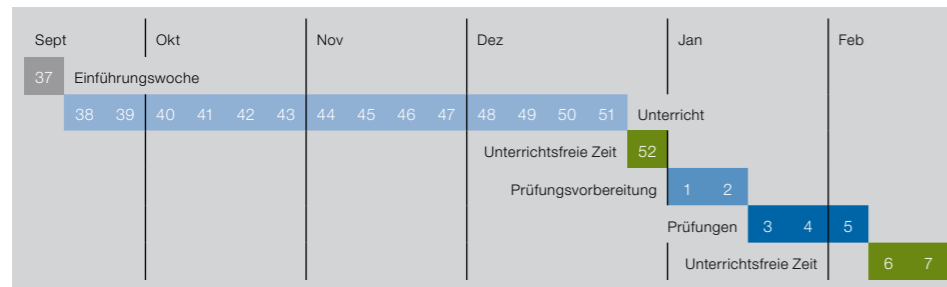 Sept Okt Nov Dez Jan Feb
37 Einführungswoche
38 39 40 41 42 43 44 45 46 47 48 49 50 51 Unterricht
Unterrichtsfreie Zeit 52
Prüfungsvorbereitung 1 2
Prüfungen 3 4 5
Unterrichtsfreie Zeit 6 7